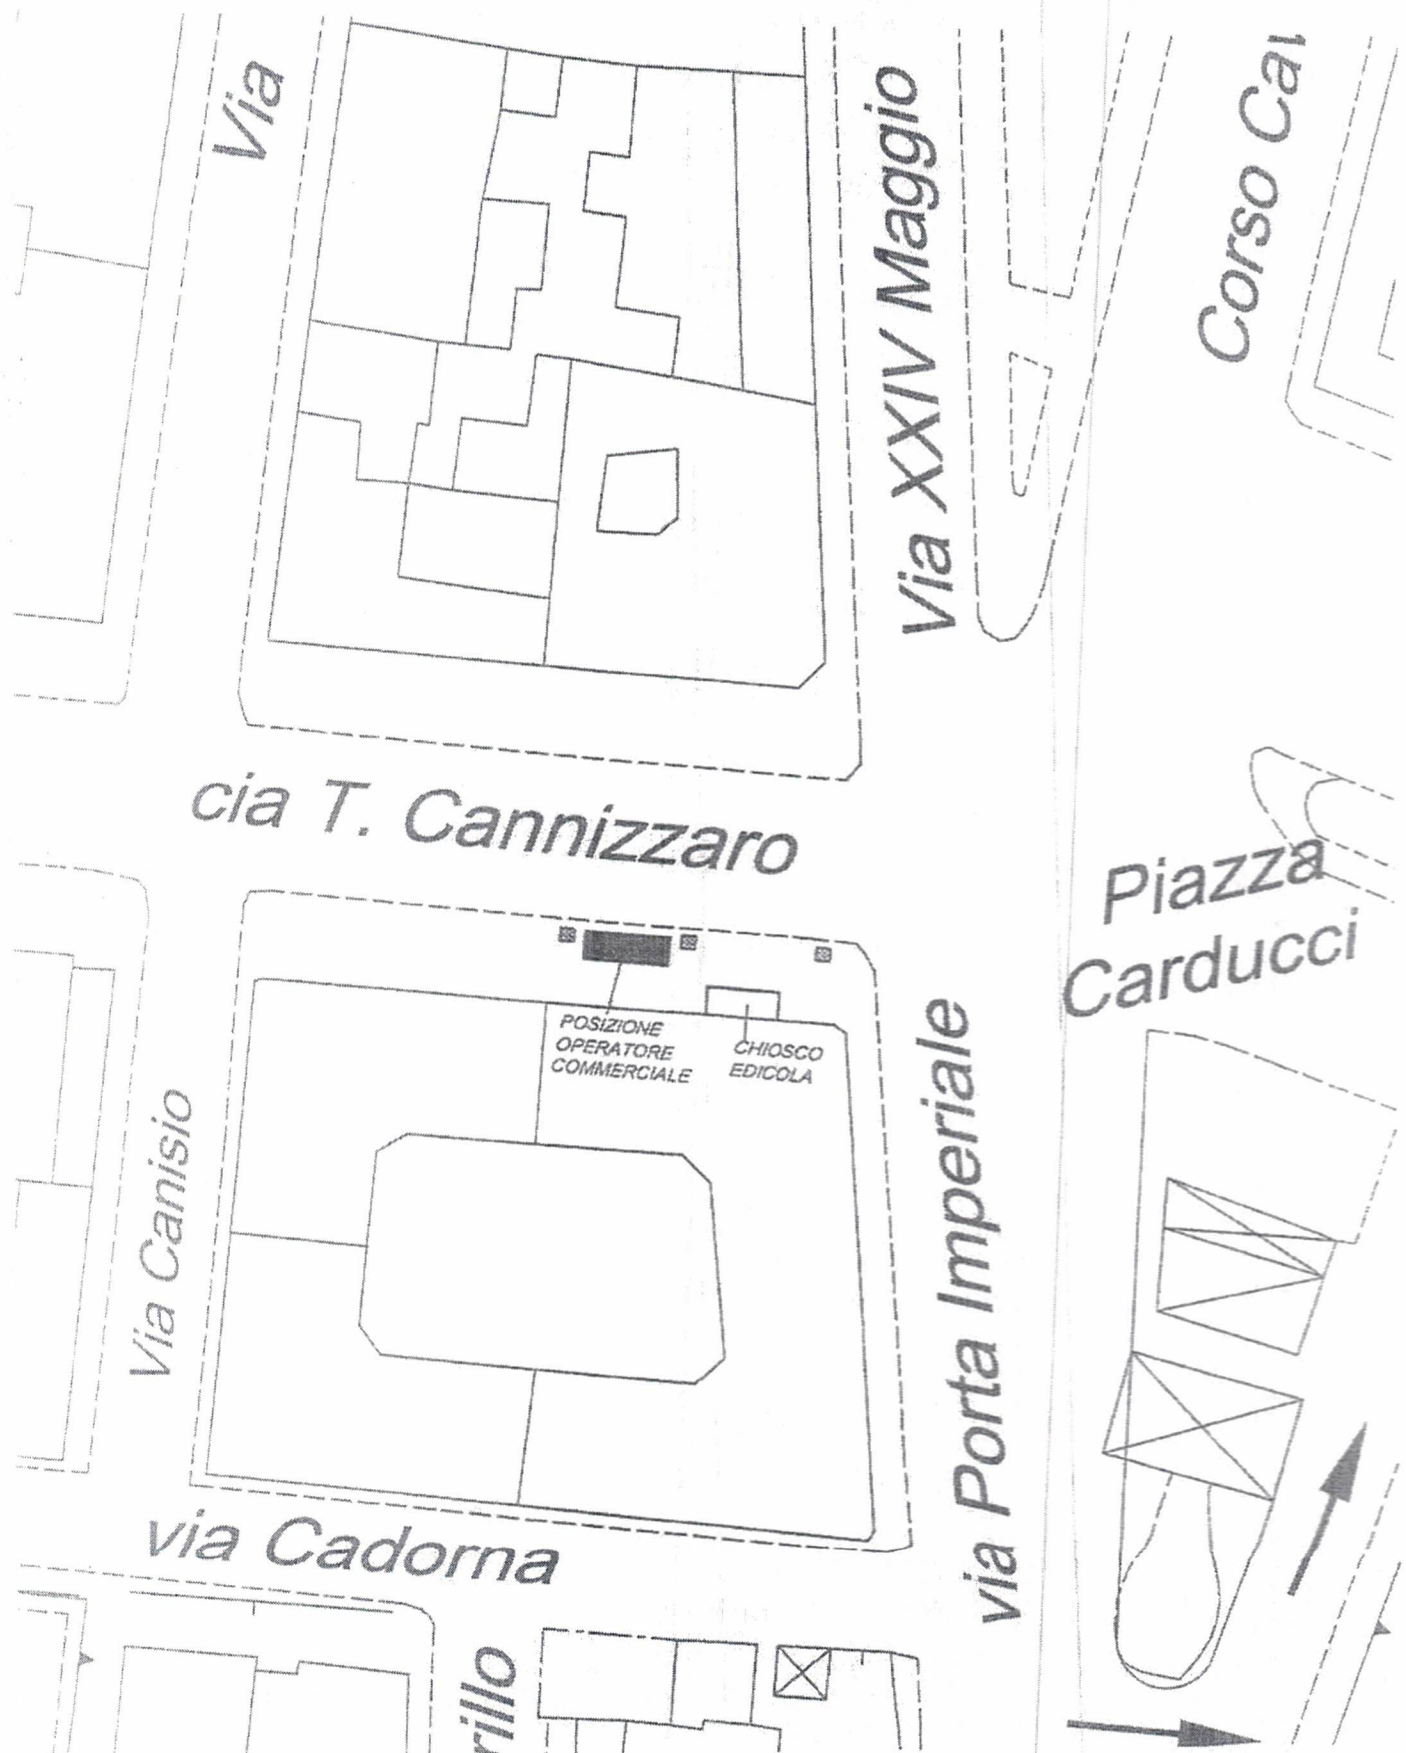 Via
Via XXIV Maggio
Corso Cav
cia T. Cannizzaro
Piazza
Carducci
POSIZIONE
OPERATORE
COMMERCIALE
CHIOSCO
EDICOLA
Via Canisio
via Porta Imperiale
via Cadorna
rillo